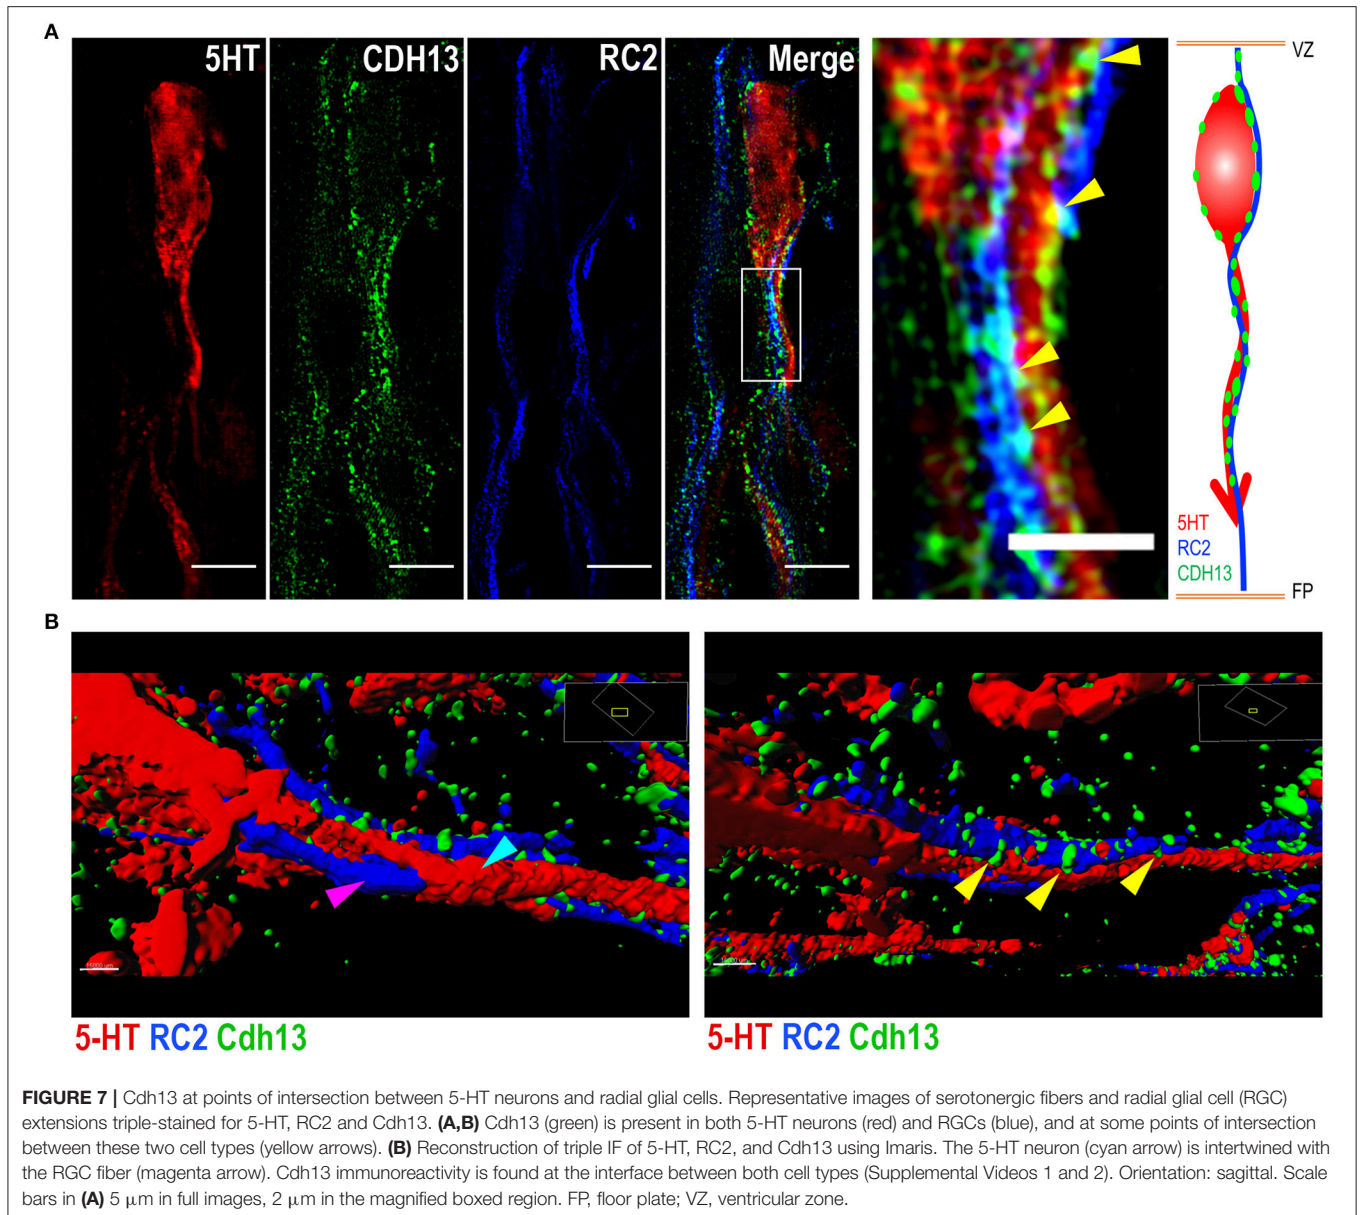 A
5HT
CDH13
RC2
Merge
VZ
5HT
RC2
CDH13
FP
B
5-HT RC2 Cdh13
5-HT RC2 Cdh13
FIGURE 7 | Cdh13 at points of intersection between 5-HT neurons and radial glial cells. Representative images of serotonergic fibers and radial glial cell (RGC)
extensions triple-stained for 5-HT, RC2 and Cdh13. (A,B) Cdh13 (green) is present in both 5-HT neurons (red) and RGCs (blue), and at some points of intersection
between these two cell types (yellow arrows). (B) Reconstruction of triple IF of 5-HT, RC2, and Cdh13 using Imaris. The 5-HT neuron (cyan arrow) is intertwined with
the RGC fiber (magenta arrow). Cdh13 immunoreactivity is found at the interface between both cell types (Supplemental Videos 1 and 2). Orientation: sagittal. Scale
bars in (A) 5 μm in full images, 2 μm in the magnified boxed region. FP, floor plate; VZ, ventricular zone.